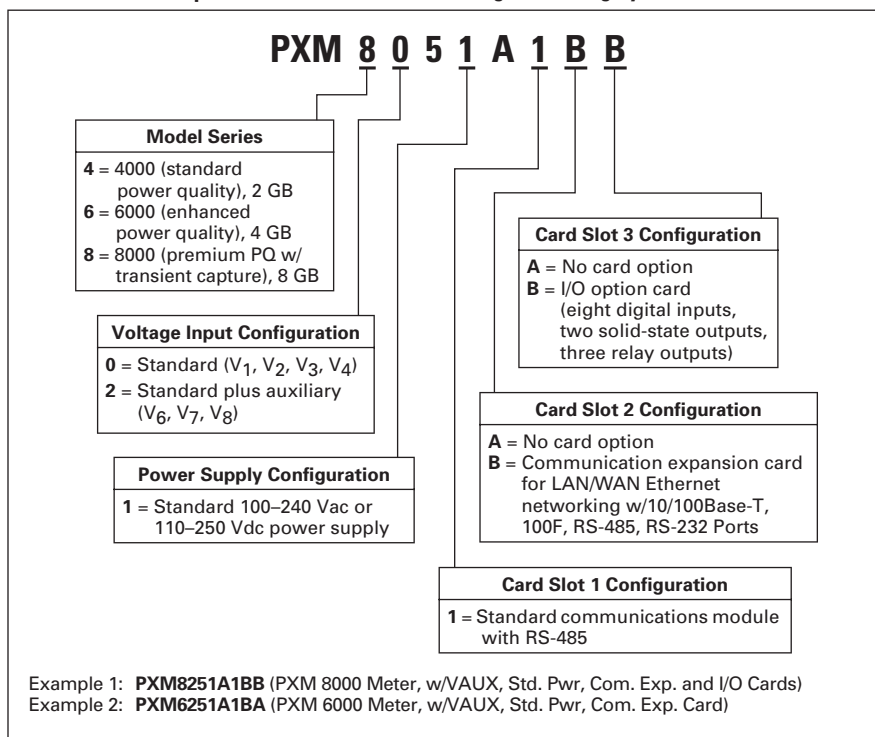 PXM 8 0 5 1 A 1 B B
Model Series
4 = 4000 (standard
power quality), 2 GB
6 = 6000 (enhanced
power quality), 4 GB
8 = 8000 (premium PQ w/
transient capture), 8 GB
Voltage Input Configuration
0 = Standard (V1, V2, V3, V4)
2 = Standard plus auxiliary
(V6, V7, V8)
Power Supply Configuration
1 = Standard 100–240 Vac or
110–250 Vdc power supply
Card Slot 3 Configuration
A = No card option
B = I/O option card
(eight digital inputs,
two solid-state outputs,
three relay outputs)
Card Slot 2 Configuration
A = No card option
B = Communication expansion card
for LAN/WAN Ethernet
networking w/10/100Base-T,
100F, RS-485, RS-232 Ports
Card Slot 1 Configuration
1 = Standard communications module
with RS-485
Example 1: PXM8251A1BB (PXM 8000 Meter, w/VAUX, Std. Pwr, Com. Exp. and I/O Cards)
Example 2: PXM6251A1BA (PXM 6000 Meter, w/VAUX, Std. Pwr, Com. Exp. Card)